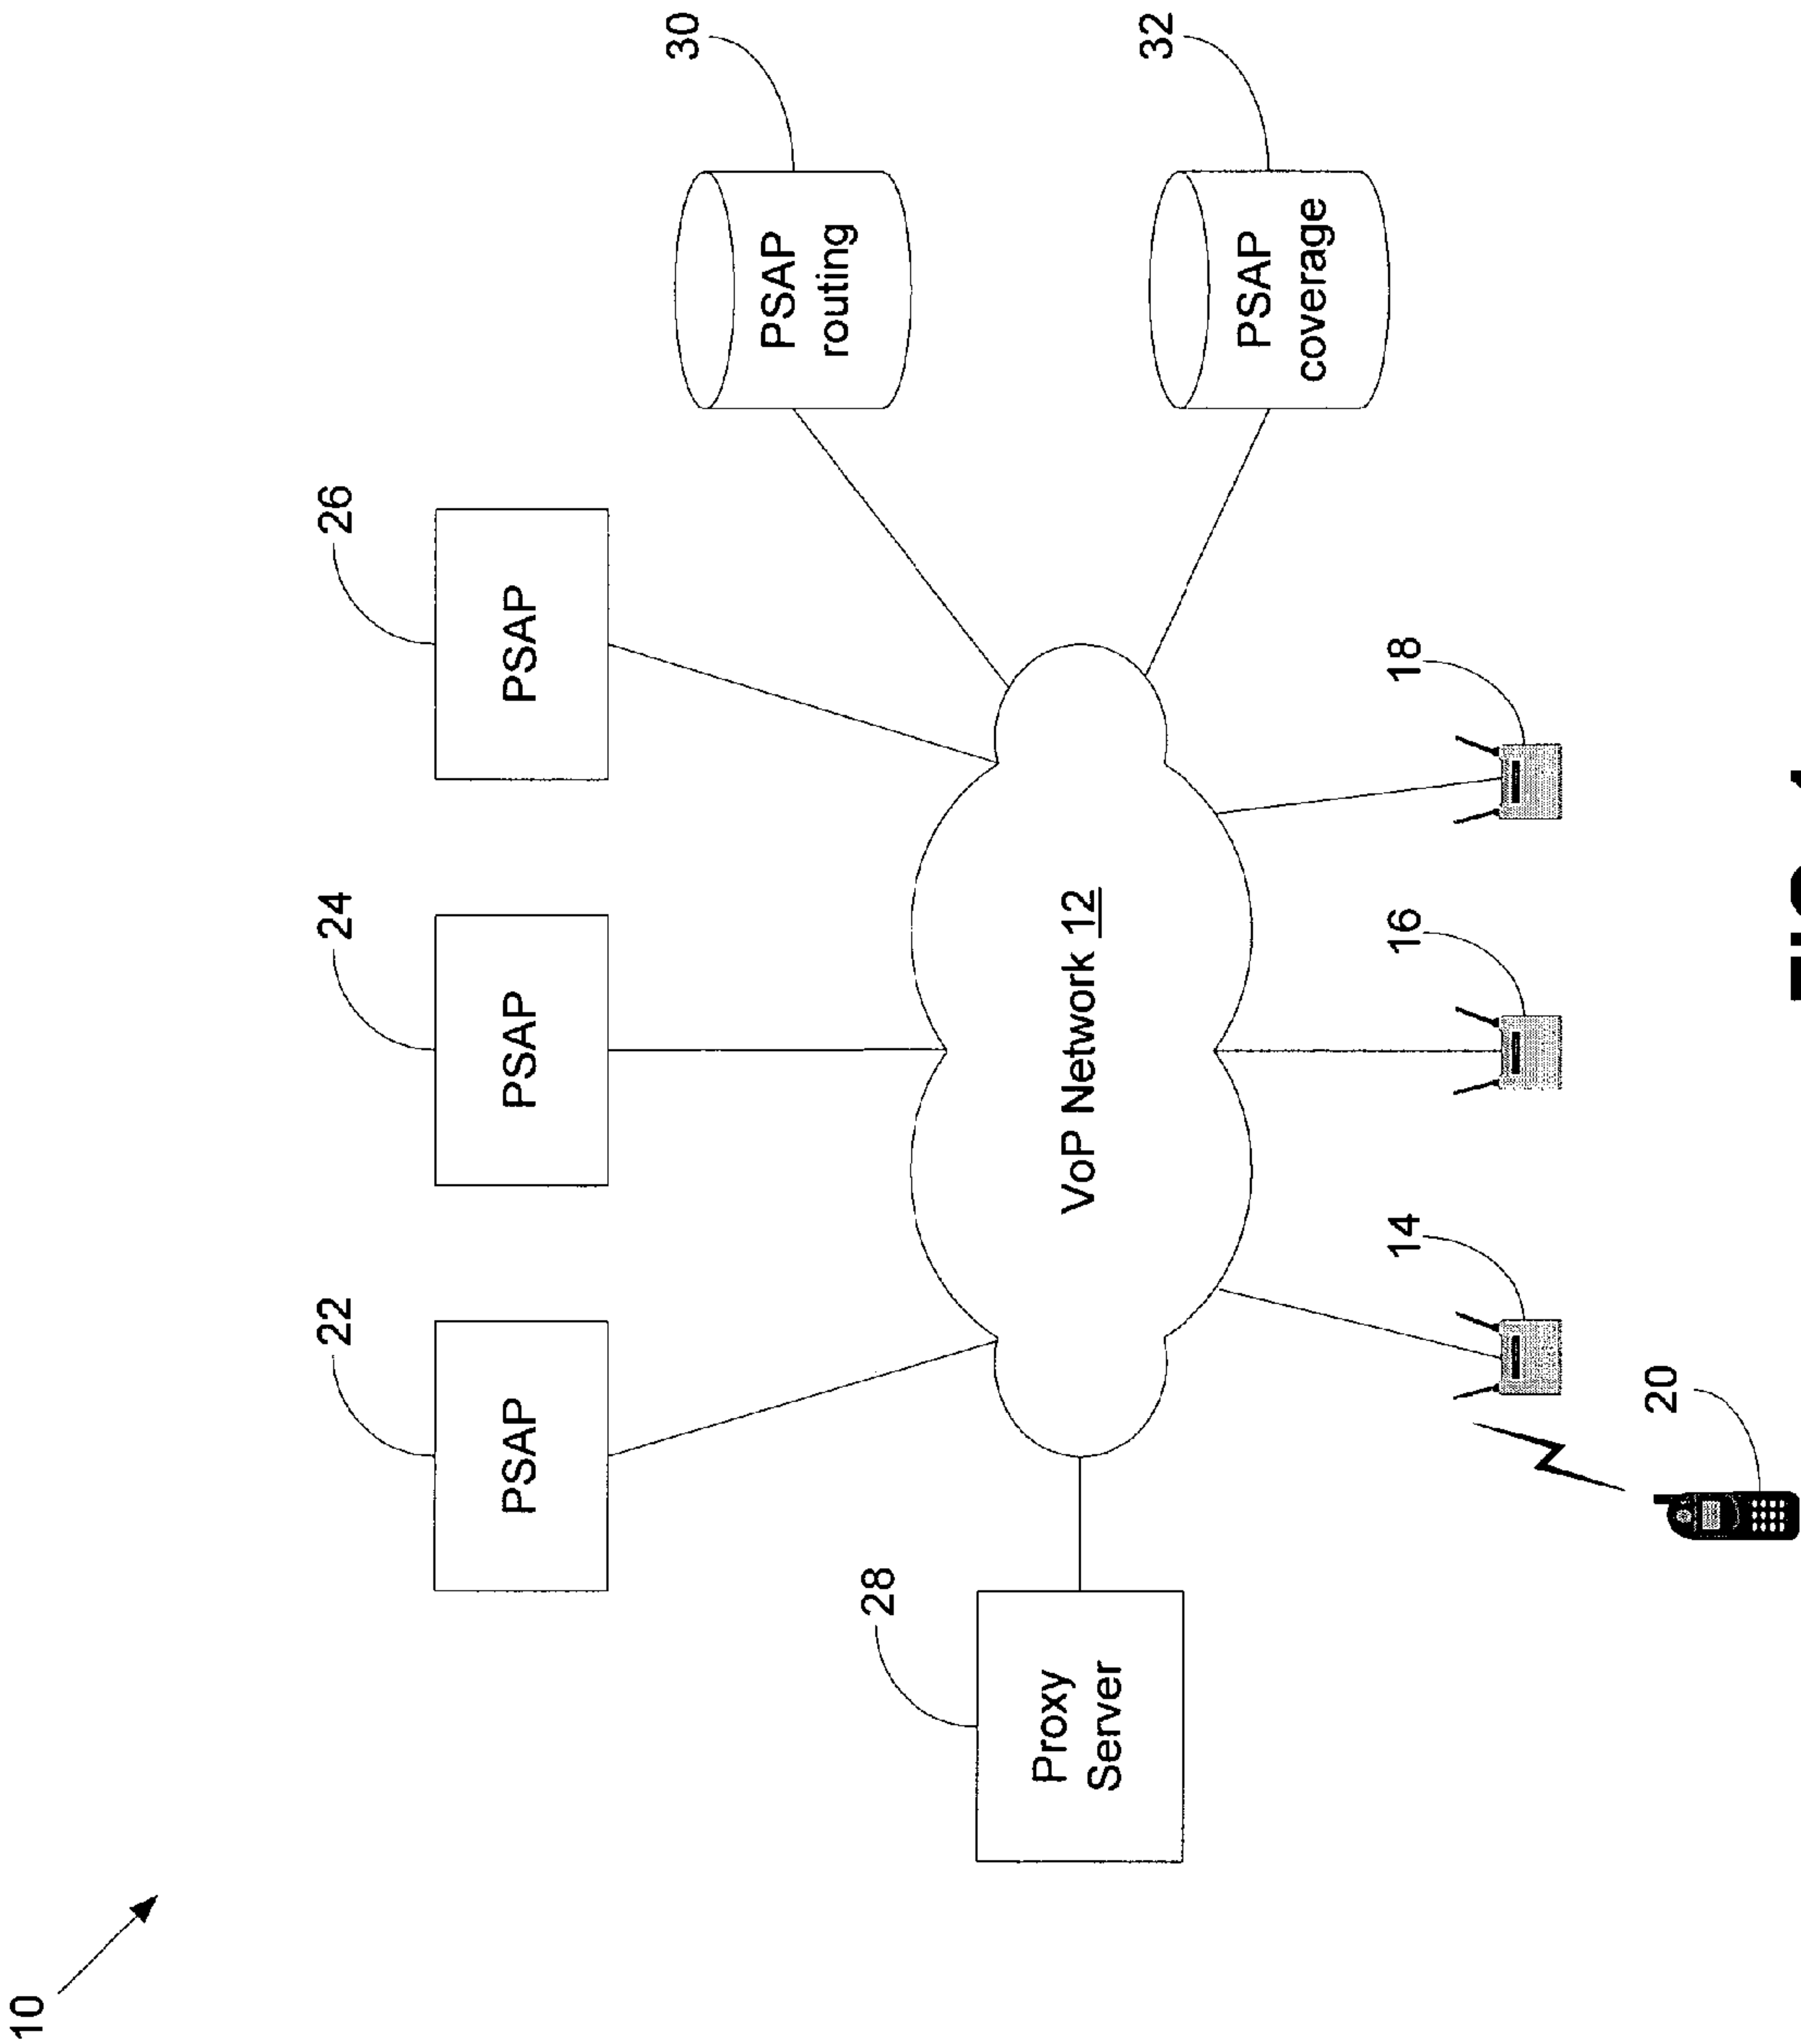 10
22
24
26
PSAP
PSAP
PSAP
30
PSAP
routing
28
Proxy
Server
VoP Network 12
32
PSAP
coverage
14
16
18
20